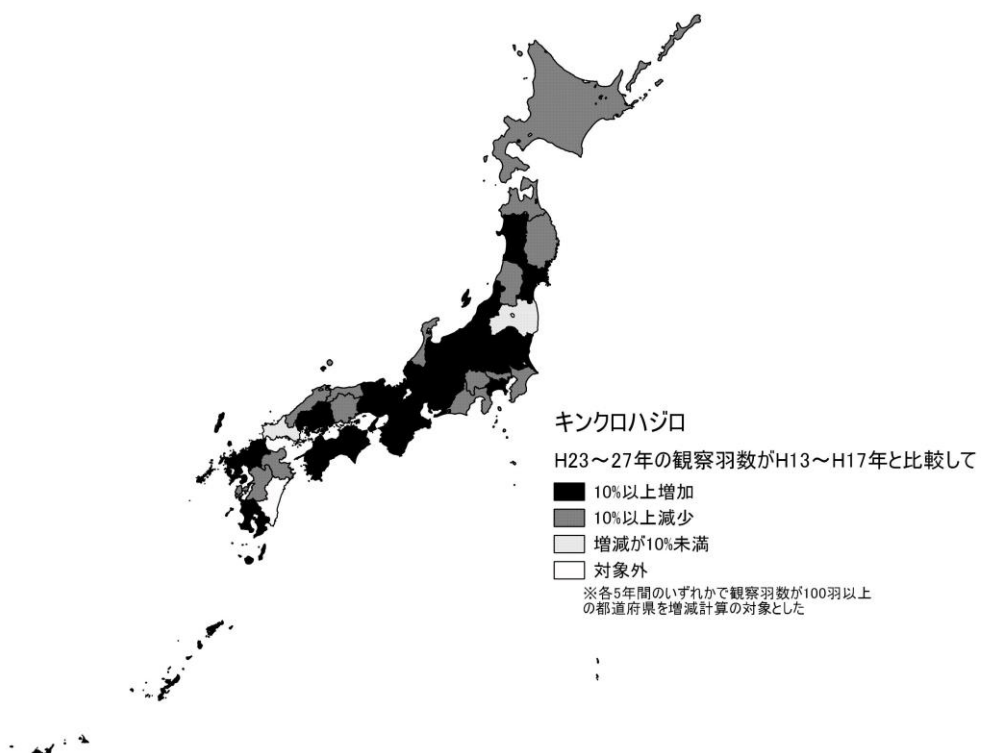 キンクロハジロ
H23～27年の観察羽数がH13～H17年と比較して
10%以上増加
10%以上減少
増減が10%未満
対象外
※各5年間のいずれかで観察羽数が100羽以上
の都道府県を増減計算の対象とした